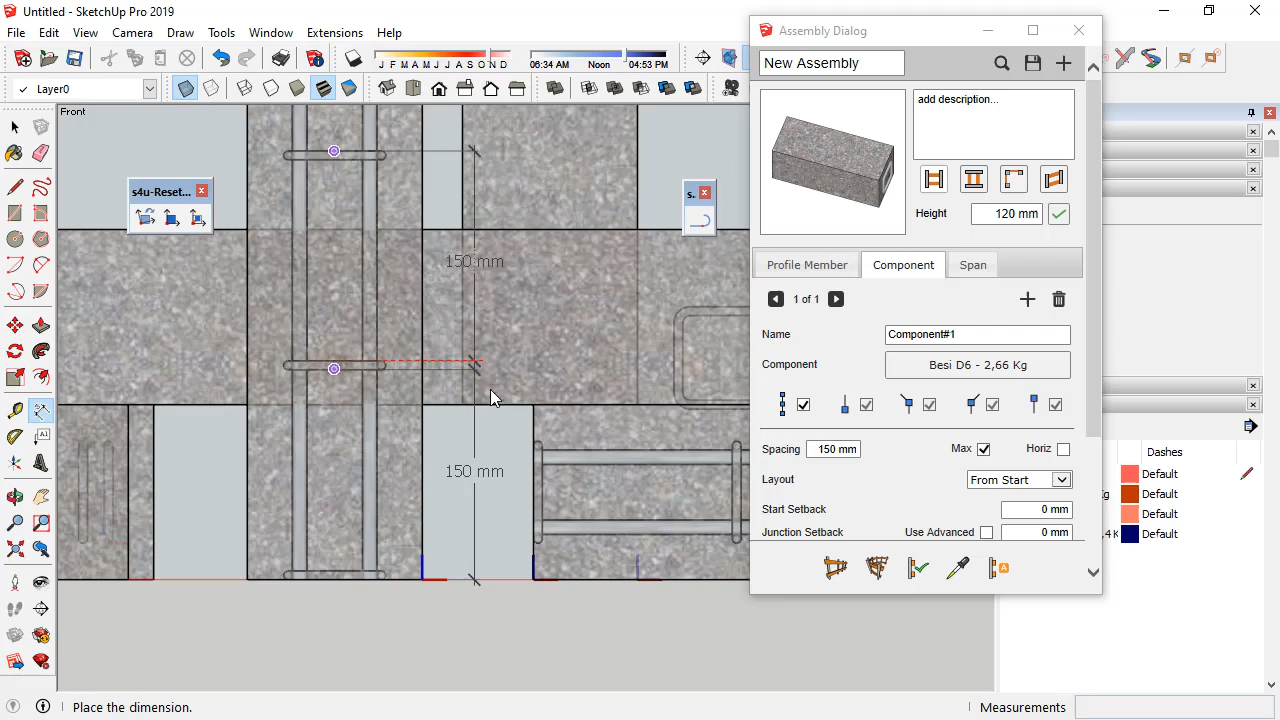 Untitled - SketchUp Pro 2019
File Edit View Camera Draw Tools Window Extensions Help
J F M A M J J A S O N D 06:34 AM Noon 04:53 PM
✓ Layer0
Front
s4u-Reset...
s.
150 mm
150 mm
Assembly Dialog
New Assembly
add description...
Height 120 mm
Profile Member Component Span
1 of 1
Name Component#1
Component Besi D6 - 2,66 Kg
Spacing 150 mm Max Horiz
Layout From Start
Start Setback 0 mm
Junction Setback Use Advanced 0 mm
Dashes
Default
Default
Default
Default
Place the dimension.
Measurements